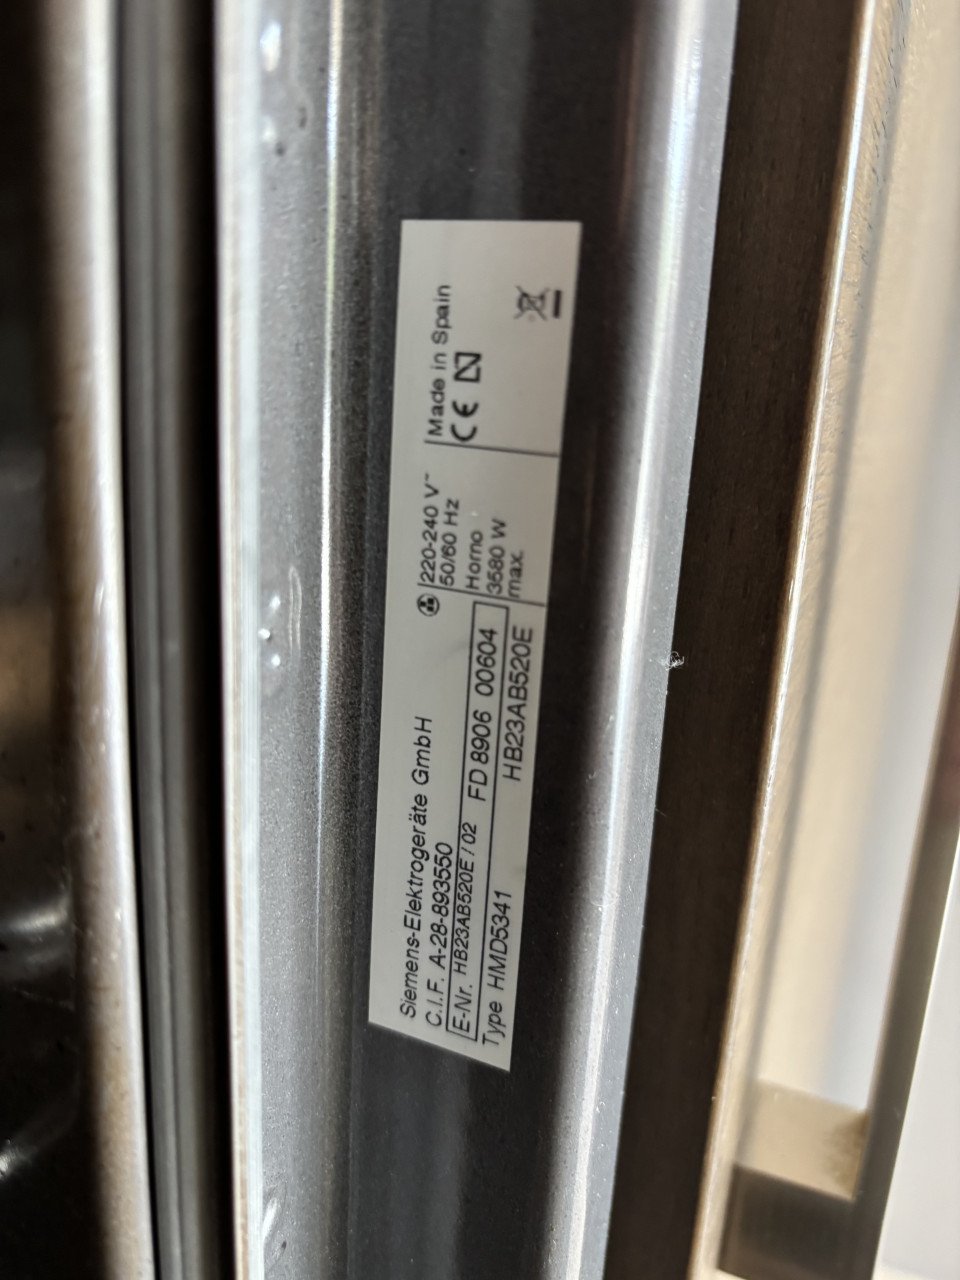 Siemens-Elektrogeräte GmbH
C.I.F. A-28-893550
E-Nr. HB23AB520E / 02 FD 8906 00604
Type HMD5341 HB23AB520E
220-240 V~
50/60 Hz
Horno
3580 W
max.
Made in Spain
CE N